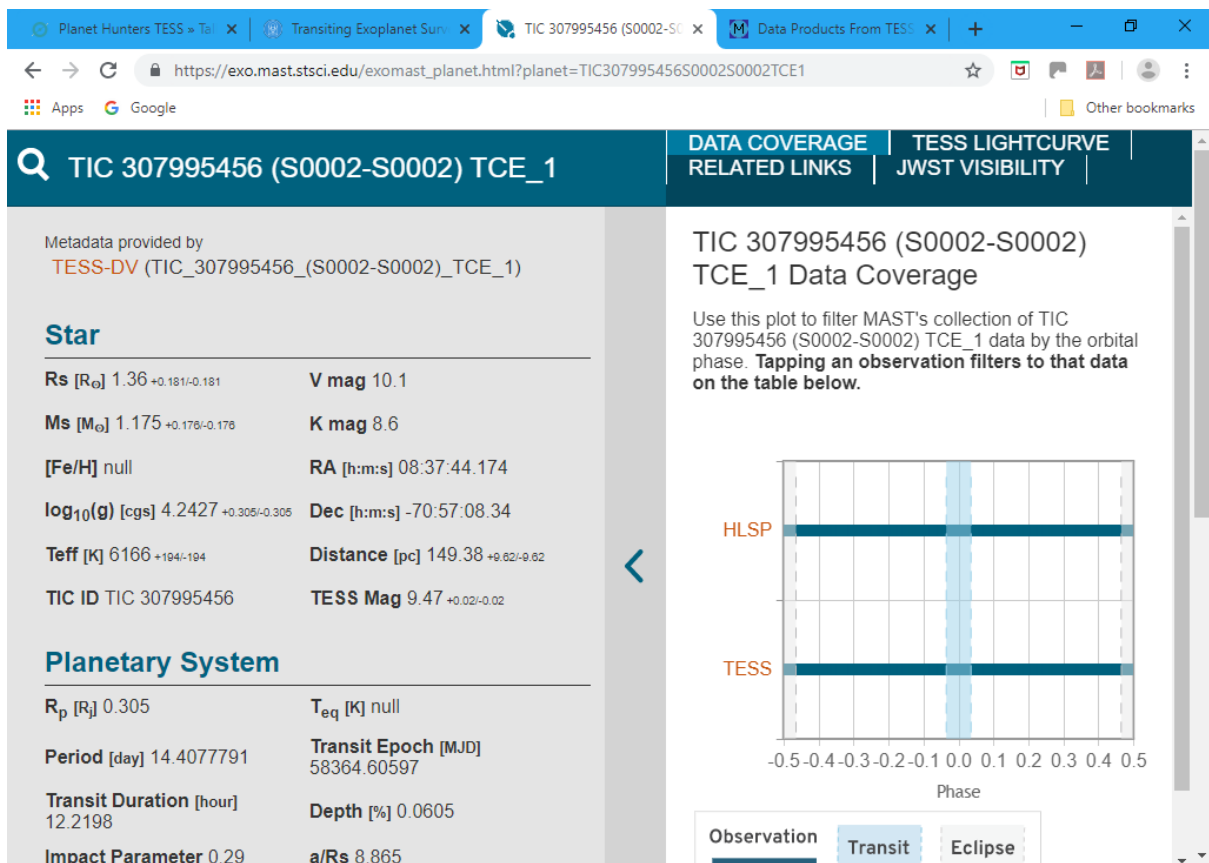 Planet Hunters TESS » Tal
Transiting Exoplanet Surv
TIC 307995456 (S0002-S0
Data Products From TESS
https://exo.mast.stsci.edu/exomast_planet.html?planet=TIC307995456S0002S0002TCE1
Apps Google Other bookmarks
TIC 307995456 (S0002-S0002) TCE_1
DATA COVERAGE TESS LIGHTCURVE
RELATED LINKS JWST VISIBILITY
Metadata provided by
TESS-DV (TIC_307995456_(S0002-S0002)_TCE_1)
Star
Rs [R⊙] 1.36 +0.181/-0.181 V mag 10.1
Ms [M⊙] 1.175 +0.176/-0.176 K mag 8.6
[Fe/H] null RA [h:m:s] 08:37:44.174
log10(g) [cgs] 4.2427 +0.305/-0.305 Dec [h:m:s] -70:57:08.34
Teff [K] 6166 +194/-194 Distance [pc] 149.38 +9.62/-9.62
TIC ID TIC 307995456 TESS Mag 9.47 +0.02/-0.02
Planetary System
Rp [Rj] 0.305 Teq [K] null
Period [day] 14.4077791 Transit Epoch [MJD]
58364.60597
Transit Duration [hour]
12.2198 Depth [%] 0.0605
Impact Parameter 0.29 a/Rs 8.865
TIC 307995456 (S0002-S0002)
TCE_1 Data Coverage
Use this plot to filter MAST's collection of TIC
307995456 (S0002-S0002) TCE_1 data by the orbital
phase. Tapping an observation filters to that data
on the table below.
HLSP
TESS
-0.5 -0.4 -0.3 -0.2 -0.1 0.0 0.1 0.2 0.3 0.4 0.5
Phase
Observation Transit Eclipse